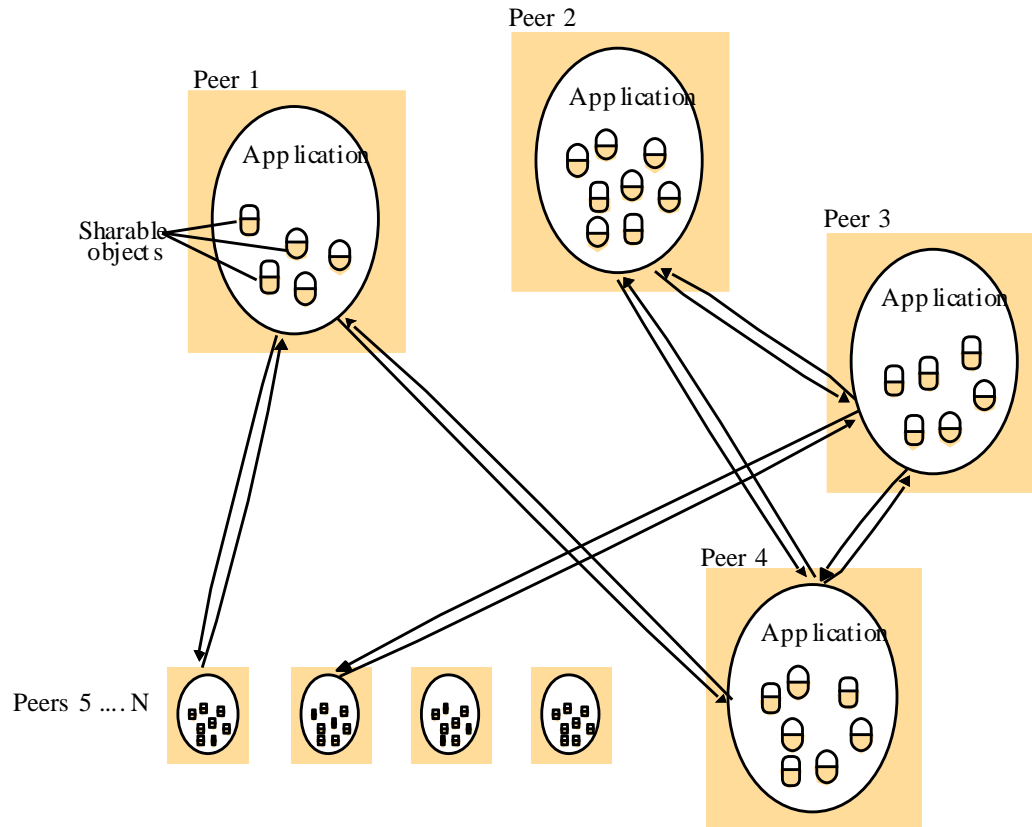 Peer 2
Peer 1
Application
Application
Sharable
objects
Peer 3
Application
Peer 4
Application
Peers 5 .... N